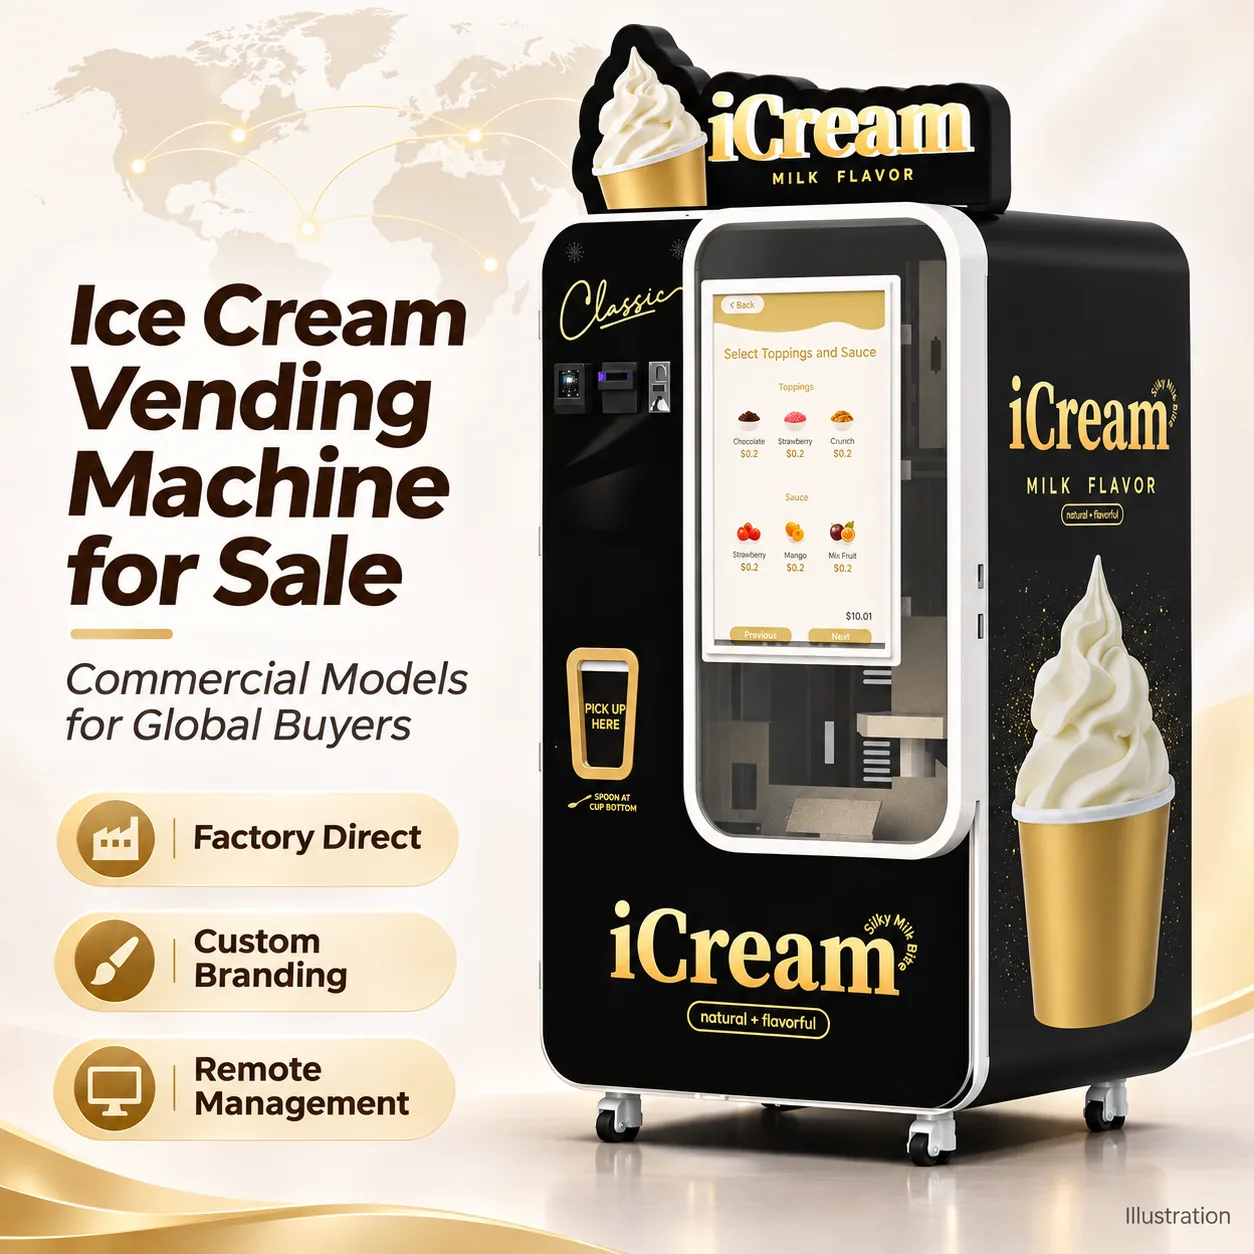 iCream
MILK FLAVOR
Ice Cream
Vending
Machine
for Sale
Commercial Models
for Global Buyers
Factory Direct
Custom
Branding
Remote
Management
Classic
< Back
Select Toppings and Sauce
Toppings
Chocolate Strawberry Crunch
$0.2 $0.2 $0.2
Sauce
Strawberry Mango Mix Fruit
$0.2 $0.2 $0.2
$10.01
Previous Next
PICK UP
HERE
SPOON AT
CUP BOTTOM
iCream
Silky Milk Bite
natural + flavorful
iCream
Silky Milk Bite
MILK FLAVOR
natural + flavorful
Illustration